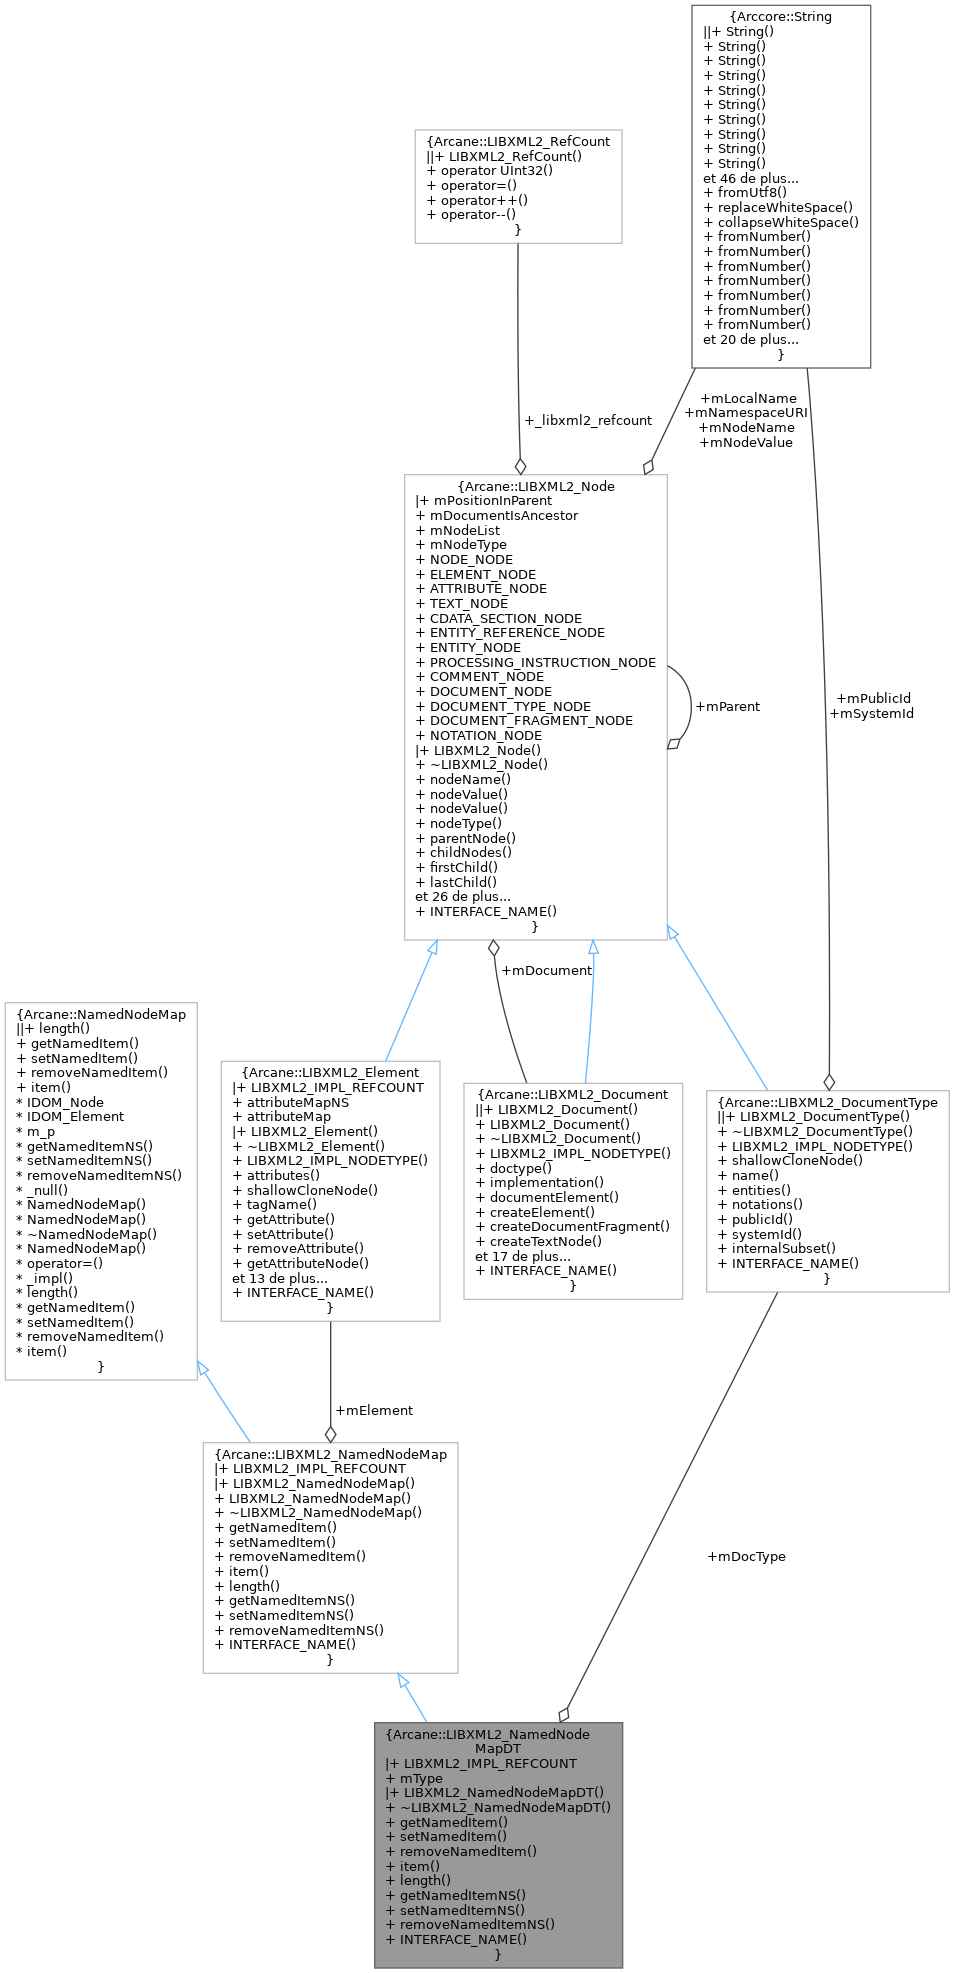 {Arccore::String
||+ String()
+ String()
+ String()
+ String()
+ String()
+ String()
+ String()
+ String()
+ String()
+ String()
et 46 de plus...
+ fromUtf8()
+ replaceWhiteSpace()
+ collapseWhiteSpace()
+ fromNumber()
+ fromNumber()
+ fromNumber()
+ fromNumber()
+ fromNumber()
+ fromNumber()
+ fromNumber()
et 20 de plus...
}
{Arcane::LIBXML2_RefCount
||+ LIBXML2_RefCount()
+ operator UInt32()
+ operator=()
+ operator++()
+ operator--()
}
+_libxml2_refcount
+mLocalName
+mNamespaceURI
+mNodeName
+mNodeValue
{Arcane::LIBXML2_Node
|+ mPositionInParent
+ mDocumentIsAncestor
+ mNodeList
+ mNodeType
+ NODE_NODE
+ ELEMENT_NODE
+ ATTRIBUTE_NODE
+ TEXT_NODE
+ CDATA_SECTION_NODE
+ ENTITY_REFERENCE_NODE
+ ENTITY_NODE
+ PROCESSING_INSTRUCTION_NODE
+ COMMENT_NODE
+ DOCUMENT_NODE
+ DOCUMENT_TYPE_NODE
+ DOCUMENT_FRAGMENT_NODE
+ NOTATION_NODE
|+ LIBXML2_Node()
+ ~LIBXML2_Node()
+ nodeName()
+ nodeValue()
+ nodeValue()
+ nodeType()
+ parentNode()
+ childNodes()
+ firstChild()
+ lastChild()
et 26 de plus...
+ INTERFACE_NAME()
}
+mParent
+mPublicId
+mSystemId
+mDocument
{Arcane::NamedNodeMap
||+ length()
+ getNamedItem()
+ setNamedItem()
+ removeNamedItem()
+ item()
* IDOM_Node
* IDOM_Element
* m_p
* getNamedItemNS()
* setNamedItemNS()
* removeNamedItemNS()
* _null()
* NamedNodeMap()
* NamedNodeMap()
* ~NamedNodeMap()
* NamedNodeMap()
* operator=()
* _impl()
* length()
* getNamedItem()
* setNamedItem()
* removeNamedItem()
* item()
}
{Arcane::LIBXML2_Element
|+ LIBXML2_IMPL_REFCOUNT
+ attributeMapNS
+ attributeMap
|+ LIBXML2_Element()
+ ~LIBXML2_Element()
+ LIBXML2_IMPL_NODETYPE()
+ attributes()
+ shallowCloneNode()
+ tagName()
+ getAttribute()
+ setAttribute()
+ removeAttribute()
+ getAttributeNode()
et 13 de plus...
+ INTERFACE_NAME()
}
{Arcane::LIBXML2_Document
||+ LIBXML2_Document()
+ LIBXML2_Document()
+ ~LIBXML2_Document()
+ LIBXML2_IMPL_NODETYPE()
+ doctype()
+ implementation()
+ documentElement()
+ createElement()
+ createDocumentFragment()
+ createTextNode()
et 17 de plus...
+ INTERFACE_NAME()
}
{Arcane::LIBXML2_DocumentType
||+ LIBXML2_DocumentType()
+ ~LIBXML2_DocumentType()
+ LIBXML2_IMPL_NODETYPE()
+ shallowCloneNode()
+ name()
+ entities()
+ notations()
+ publicId()
+ systemId()
+ internalSubset()
+ INTERFACE_NAME()
}
+mElement
{Arcane::LIBXML2_NamedNodeMap
|+ LIBXML2_IMPL_REFCOUNT
|+ LIBXML2_NamedNodeMap()
+ LIBXML2_NamedNodeMap()
+ ~LIBXML2_NamedNodeMap()
+ getNamedItem()
+ setNamedItem()
+ removeNamedItem()
+ item()
+ length()
+ getNamedItemNS()
+ setNamedItemNS()
+ removeNamedItemNS()
+ INTERFACE_NAME()
}
+mDocType
{Arcane::LIBXML2_NamedNode
MapDT
|+ LIBXML2_IMPL_REFCOUNT
+ mType
|+ LIBXML2_NamedNodeMapDT()
+ ~LIBXML2_NamedNodeMapDT()
+ getNamedItem()
+ setNamedItem()
+ removeNamedItem()
+ item()
+ length()
+ getNamedItemNS()
+ setNamedItemNS()
+ removeNamedItemNS()
+ INTERFACE_NAME()
}